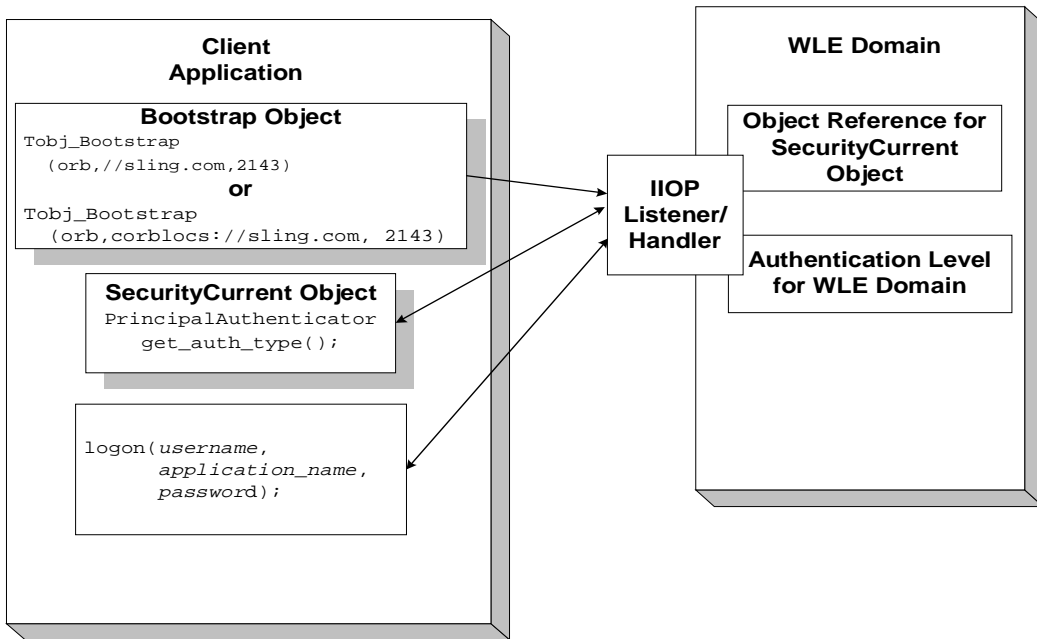 Client
Application
Bootstrap Object
Tobj_Bootstrap
(orb,//sling.com,2143)
or
Tobj_Bootstrap
(orb,corblocs://sling.com, 2143)
SecurityCurrent Object
PrincipalAuthenticator
get_auth_type();
logon(username,
application_name,
password);
IIOP
Listener/
Handler
WLE Domain
Object Reference for
SecurityCurrent
Object
Authentication Level
for WLE Domain